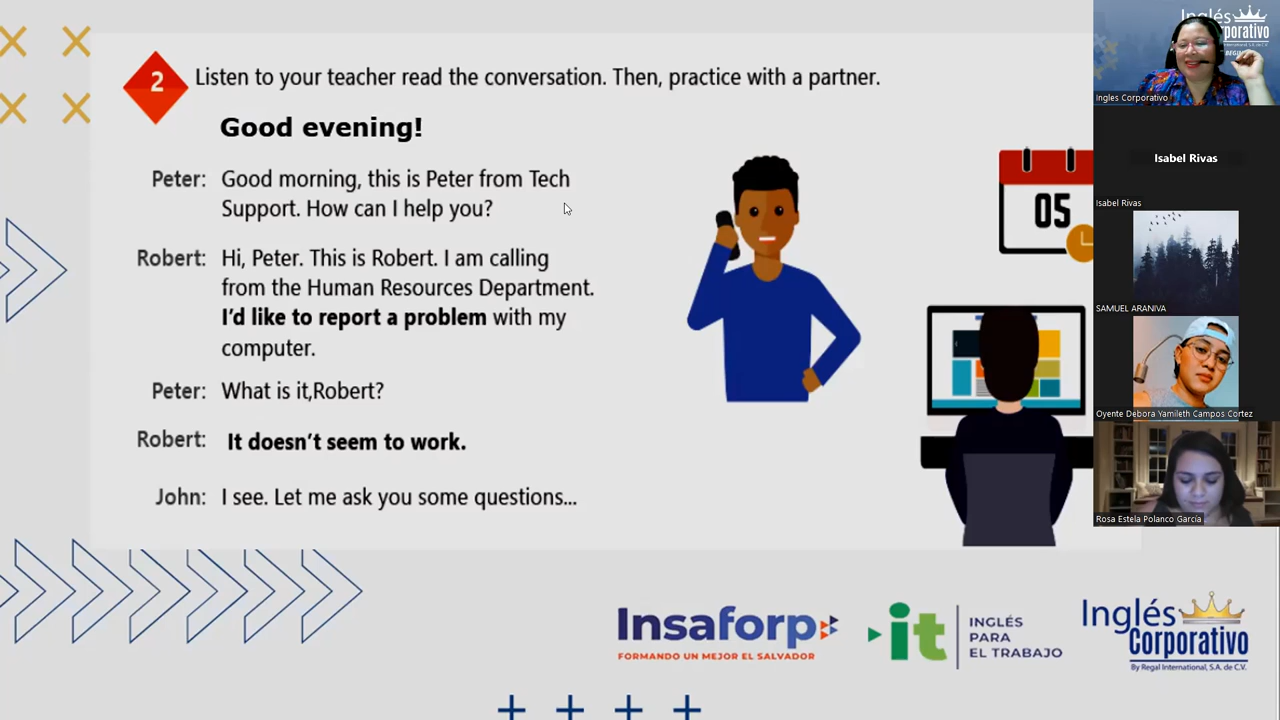 2
Listen to your teacher read the conversation. Then, practice with a partner.
Good evening!
Peter: Good morning, this is Peter from Tech
Support. How can I help you?
Robert: Hi, Peter. This is Robert. I am calling
from the Human Resources Department.
I'd like to report a problem with my
computer.
Peter: What is it,Robert?
Robert: It doesn't seem to work.
John: I see. Let me ask you some questions...
05
Inglés
Ingles Corporativo
Isabel Rivas
Isabel Rivas
SAMUEL ARANIVA
Oyente Debora Yamileth Campos Cortez
Rosa Estela Polanco García
Insaforp
FORMANDO UN MEJOR EL SALVADOR
it
INGLÉS
PARA
EL TRABAJO
Inglés
Corporativo
By Regal International, S.A. de C.V.